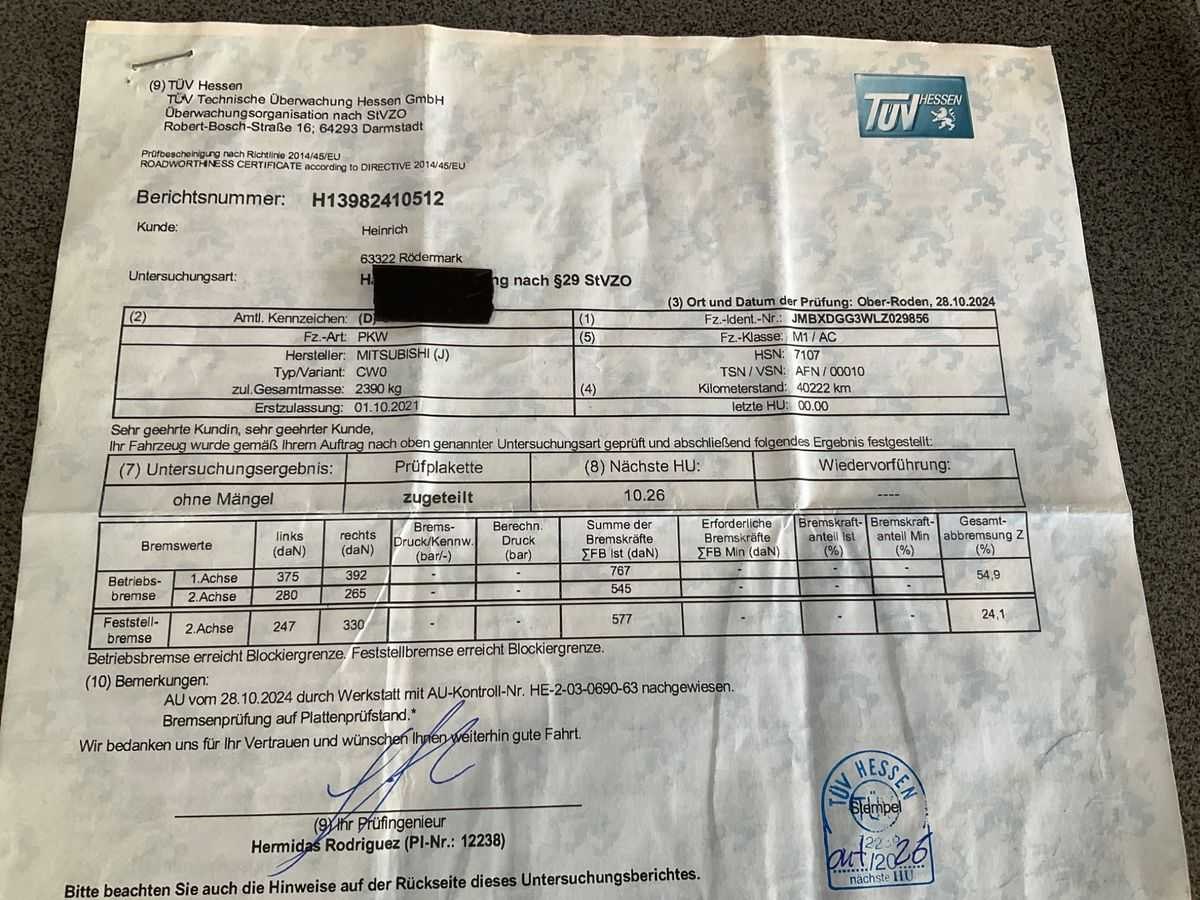 (9) TÜV Hessen
TÜV Technische Überwachung Hessen GmbH
Überwachungsorganisation nach StVZO
Robert-Bosch-Straße 16; 64293 Darmstadt
TÜV HESSEN
Prüfbescheinigung nach Richtlinie 2014/45/EU
ROADWORTHINESS CERTIFICATE according to DIRECTIVE 2014/45/EU
Berichtsnummer: H13982410512
Kunde: Heinrich
63322 Rödermark
Untersuchungsart: nach §29 StVZO
(3) Ort und Datum der Prüfung: Ober-Roden, 28.10.2024
(2) Amtl. Kennzeichen: (D) (1) Fz.-Ident.-Nr.: JMBXDGG3WLZ029856
Fz.-Art: PKW (5) Fz.-Klasse: M1 / AC
Hersteller: MITSUBISHI (J) HSN: 7107
Typ/Variant: CW0 TSN / VSN: AFN / 00010
zul.Gesamtmasse: 2390 kg (4) Kilometerstand: 40222 km
Erstzulassung: 01.10.2021 letzte HU: 00.00
Sehr geehrte Kundin, sehr geehrter Kunde,
Ihr Fahrzeug wurde gemäß Ihrem Auftrag nach oben genannter Untersuchungsart geprüft und abschließend folgendes Ergebnis festgestellt:
(7) Untersuchungsergebnis: Prüfplakette (8) Nächste HU: Wiedervorführung:
ohne Mängel zugeteilt 10.26 ----
Bremswerte links (daN) rechts (daN) Brems-Druck/Kennw. (bar/-) Berechn. Druck (bar) Summe der Bremskräfte ∑FB Ist (daN) Erforderliche Bremskräfte ∑FB Min (daN) Bremskraft-anteil Ist (%) Bremskraft-anteil Min (%) Gesamt-abbremsung Z (%)
Betriebs-bremse 1.Achse 375 392 - - 767 - - - 54,9
2.Achse 280 265 - - 545 - - -
Feststell-bremse 2.Achse 247 330 - - 577 - - - 24,1
Betriebsbremse erreicht Blockiergrenze. Feststellbremse erreicht Blockiergrenze.
(10) Bemerkungen:
AU vom 28.10.2024 durch Werkstatt mit AU-Kontroll-Nr. HE-2-03-0690-63 nachgewiesen.
Bremsenprüfung auf Plattenprüfstand.*
Wir bedanken uns für Ihr Vertrauen und wünschen Ihnen weiterhin gute Fahrt.
(9) Ihr Prüfingenieur
Hermidas Rodriguez (PI-Nr.: 12238)
TÜV HESSEN
Stempel
nächste HU
Bitte beachten Sie auch die Hinweise auf der Rückseite dieses Untersuchungsberichtes.